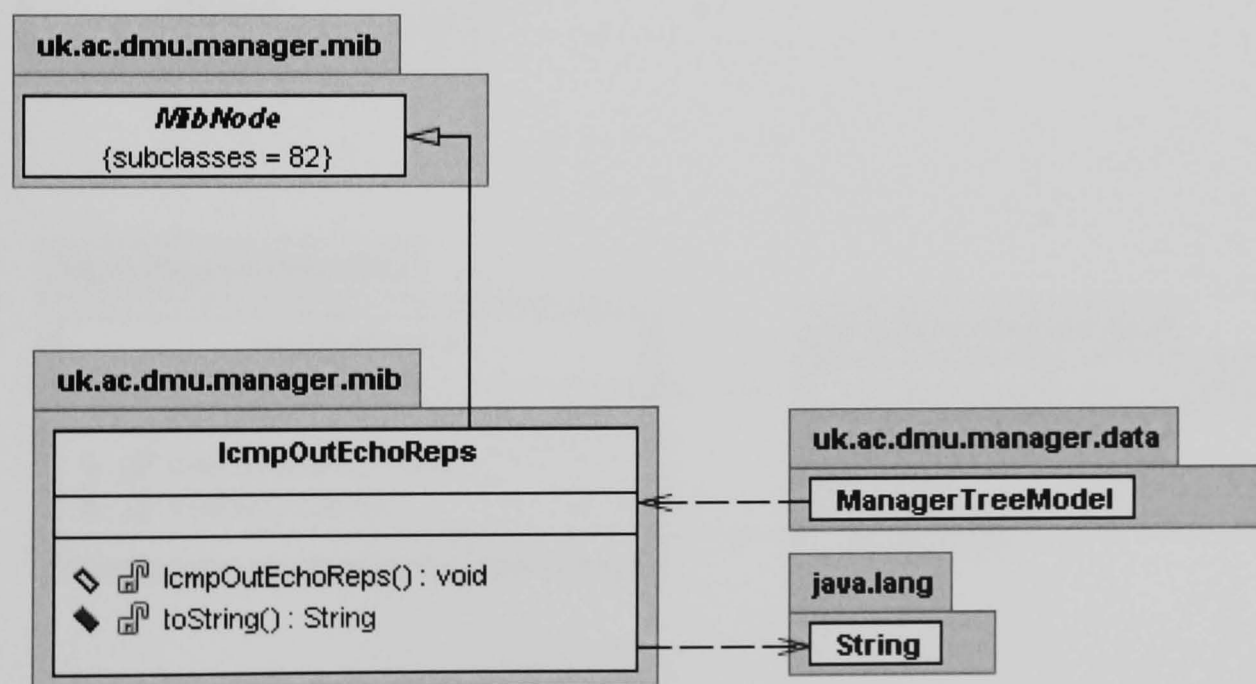 uk.ac.dmu.manager.mib
MibNode
{subclasses = 82}
uk.ac.dmu.manager.mib
IcmpOutEchoReps
IcmpOutEchoReps() : void
toString() : String
uk.ac.dmu.manager.data
ManagerTreeModel
java.lang
String